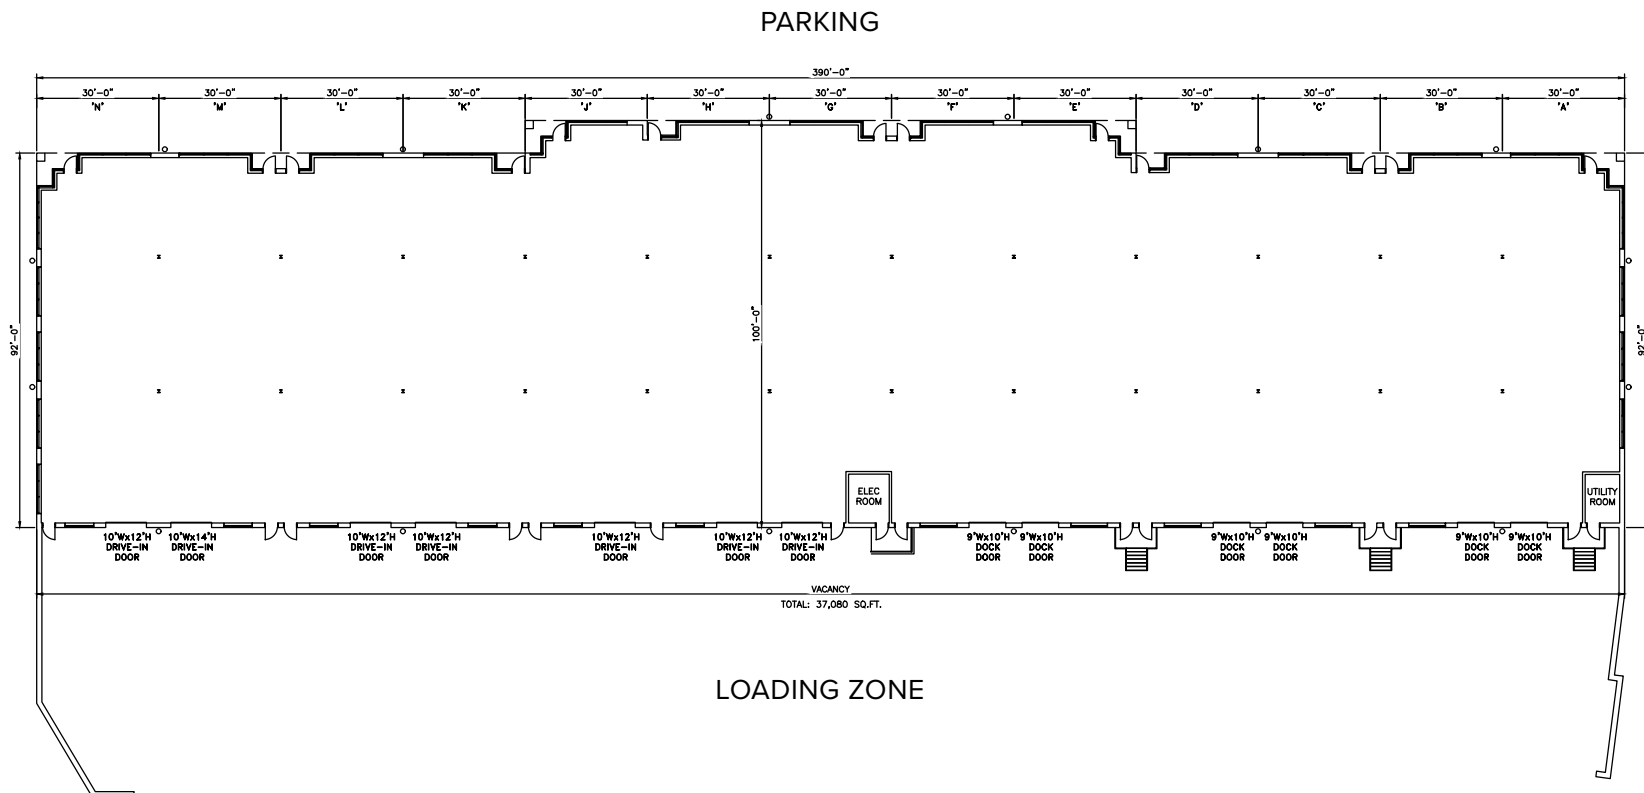 PARKING
390'-0"
30'-0" 30'-0" 30'-0" 30'-0" 30'-0" 30'-0" 30'-0" 30'-0" 30'-0" 30'-0" 30'-0" 30'-0" 30'-0"
'N' 'M' 'L' 'K' 'J' 'H' 'G' 'F' 'E' 'D' 'C' 'B' 'A'
92'-0"
100'-0"
92'-0"
ELEC
ROOM
UTILITY
ROOM
10'Wx12'H
DRIVE-IN
DOOR
10'Wx14'H
DRIVE-IN
DOOR
10'Wx12'H
DRIVE-IN
DOOR
10'Wx12'H
DRIVE-IN
DOOR
10'Wx12'H
DRIVE-IN
DOOR
10'Wx12'H
DRIVE-IN
DOOR
10'Wx12'H
DRIVE-IN
DOOR
9'Wx10'H
DOCK
DOOR
9'Wx10'H
DOCK
DOOR
9'Wx10'H
DOCK
DOOR
9'Wx10'H
DOCK
DOOR
9'Wx10'H
DOCK
DOOR
9'Wx10'H
DOCK
DOOR
VACANCY
TOTAL: 37,080 SQ.FT.
LOADING ZONE